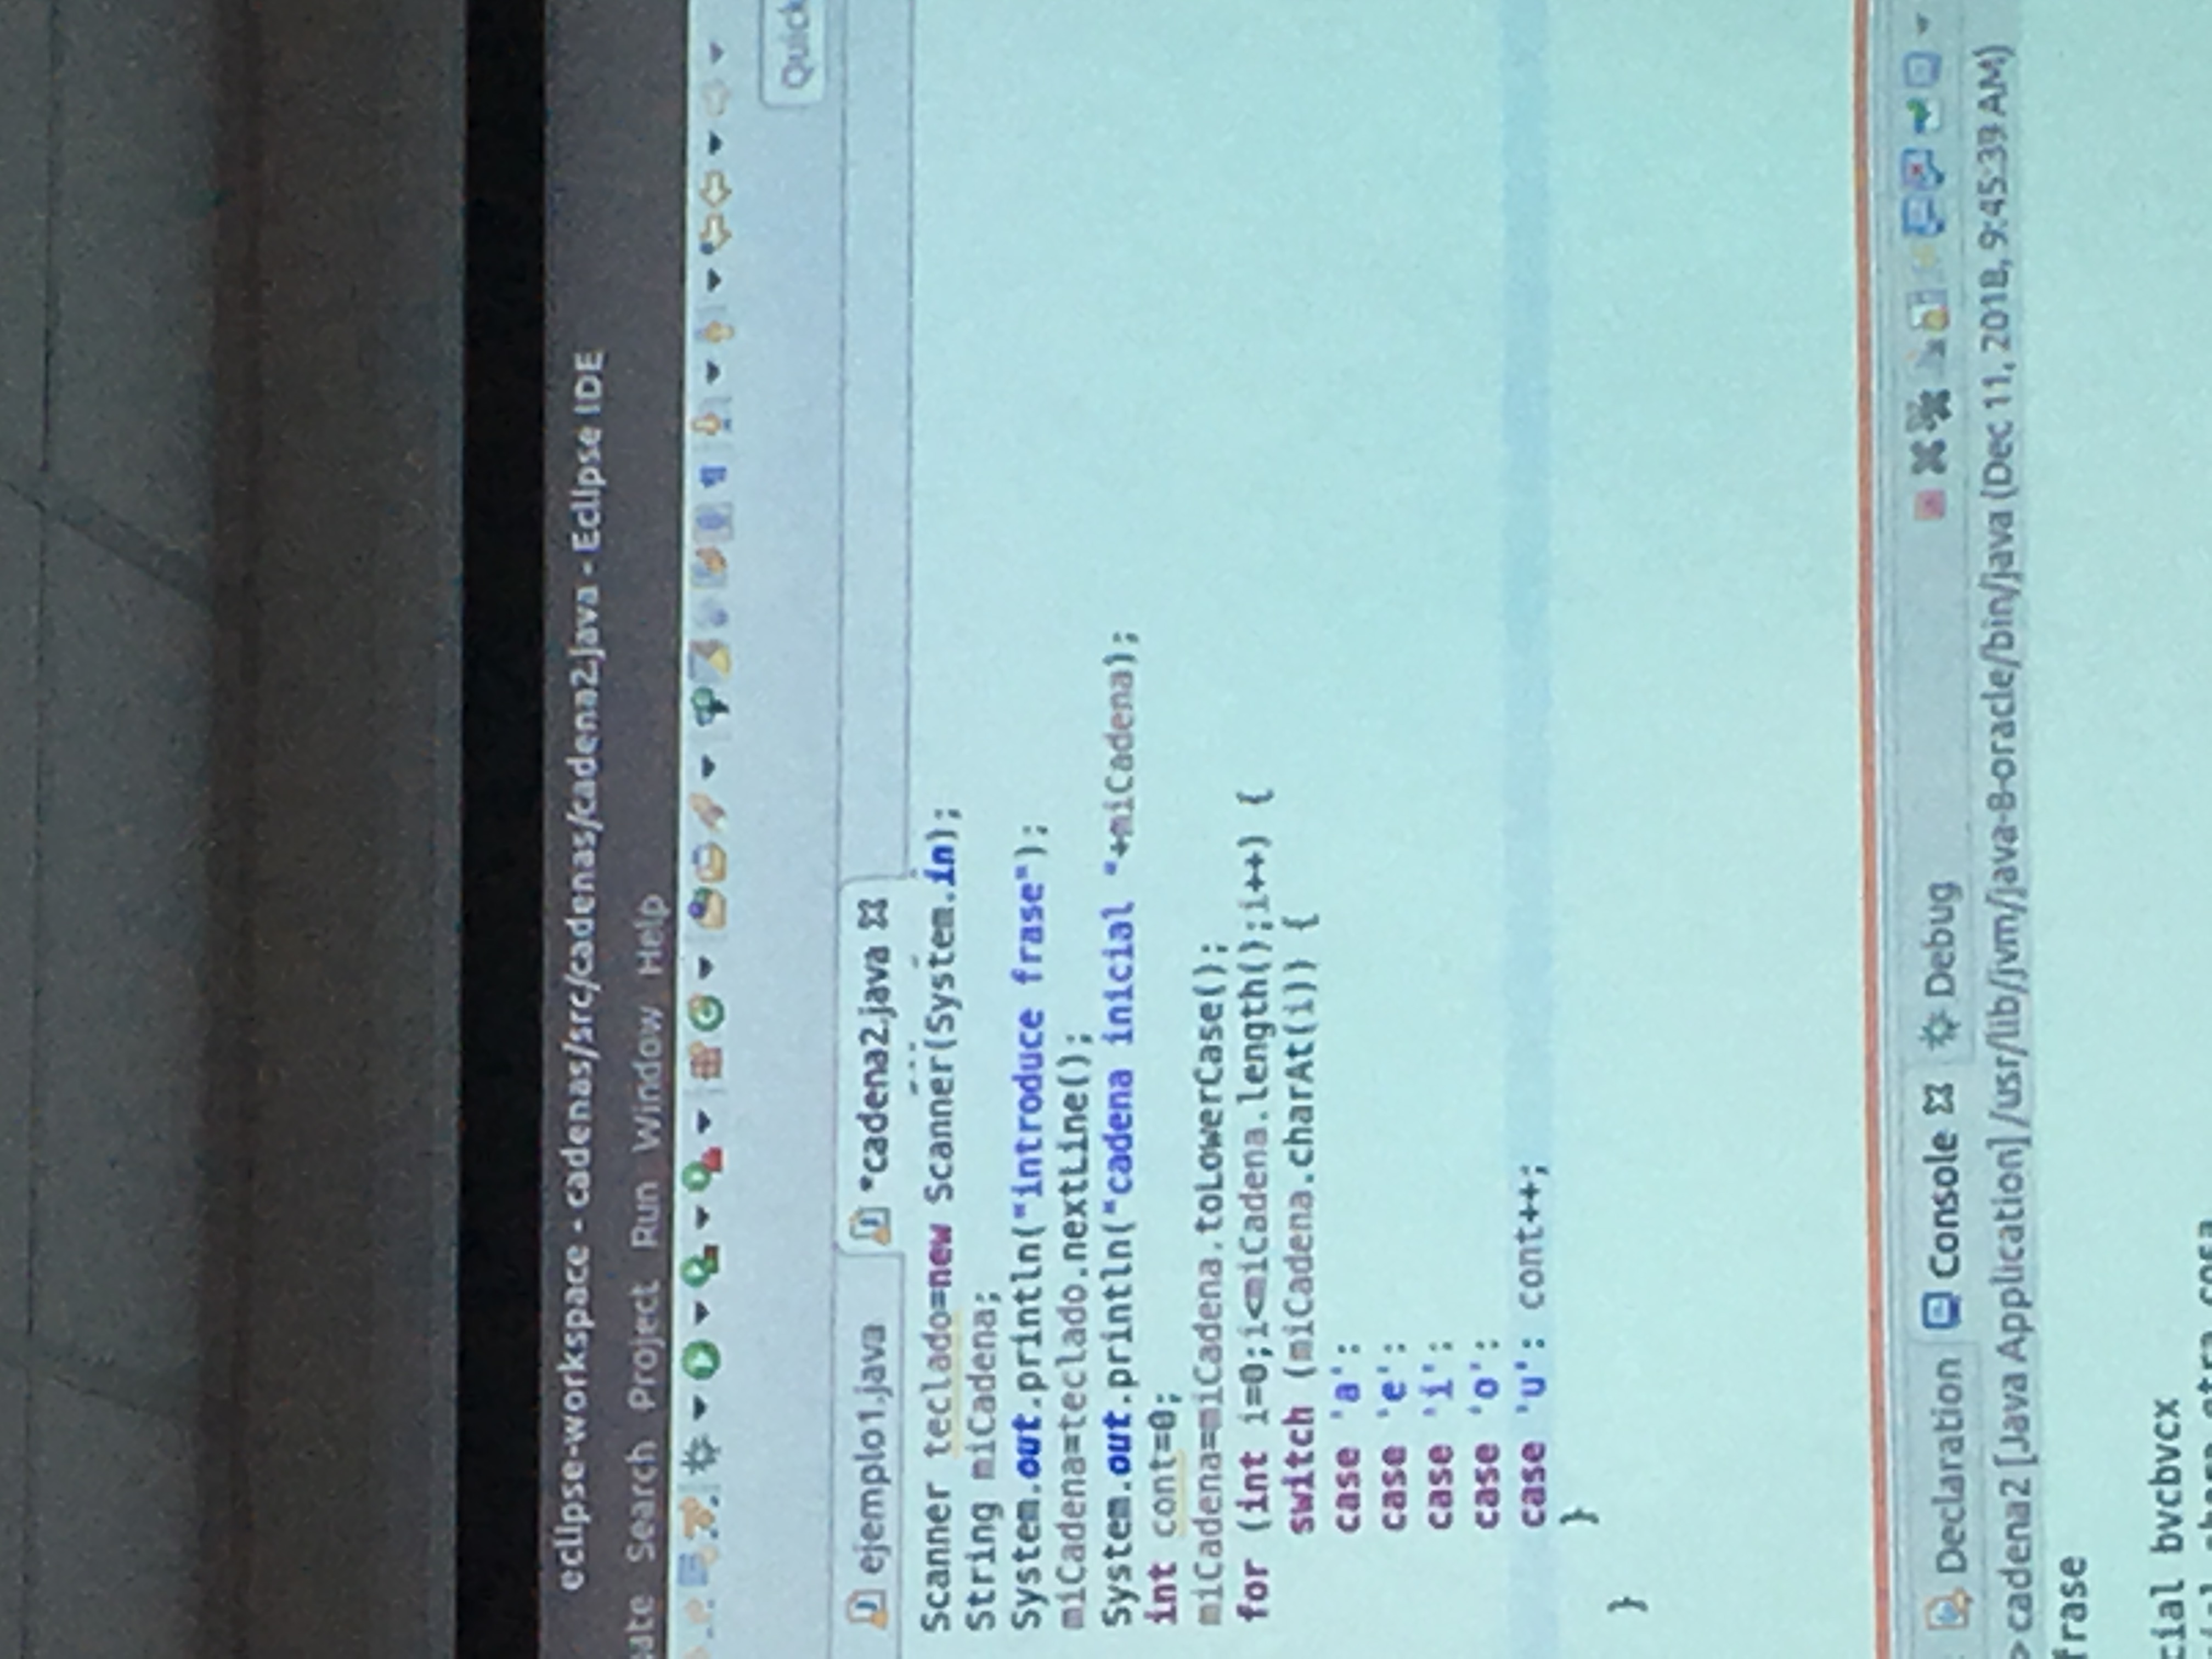 eclipse-workspace - cadenas/src/cadenas/cadena2.java - Eclipse IDE
Search Project Run Window Help
Quick
ejemplo1.java *cadena2.java
Scanner teclado=new Scanner(System.in);
String miCadena;
System.out.println("introduce frase");
miCadena=teclado.nextLine();
System.out.println("cadena inicial "+miCadena);
int cont=0;
miCadena=miCadena.toLowerCase();
for (int i=0;i<miCadena.length();i++) {
switch (miCadena.charAt(i)) {
case 'a':
case 'e':
case 'i':
case 'o':
case 'u': cont++;
}
}
Declaration Console Debug
> cadena2 [Java Application] /usr/lib/jvm/java-8-oracle/bin/java (Dec 11, 2018, 9:45:39 AM)
frase
cial bvcbvcx
otra cosa